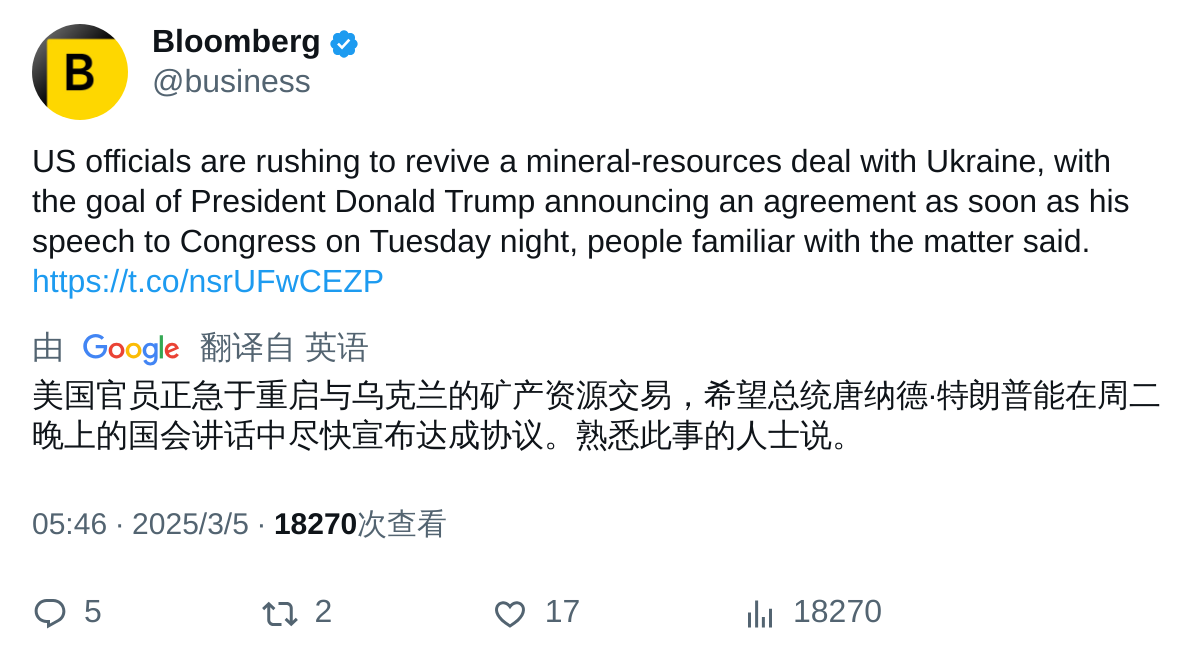 B
Bloomberg
@business
US officials are rushing to revive a mineral-resources deal with Ukraine, with
the goal of President Donald Trump announcing an agreement as soon as his
speech to Congress on Tuesday night, people familiar with the matter said.
https://t.co/nsrUFwCEZP
由 Google 翻译自 英语
美国官员正急于重启与乌克兰的矿产资源交易，希望总统唐纳德·特朗普能在周二
晚上的国会讲话中尽快宣布达成协议。熟悉此事的人士说。
05:46 · 2025/3/5 · 18270次查看
5 2 17 18270